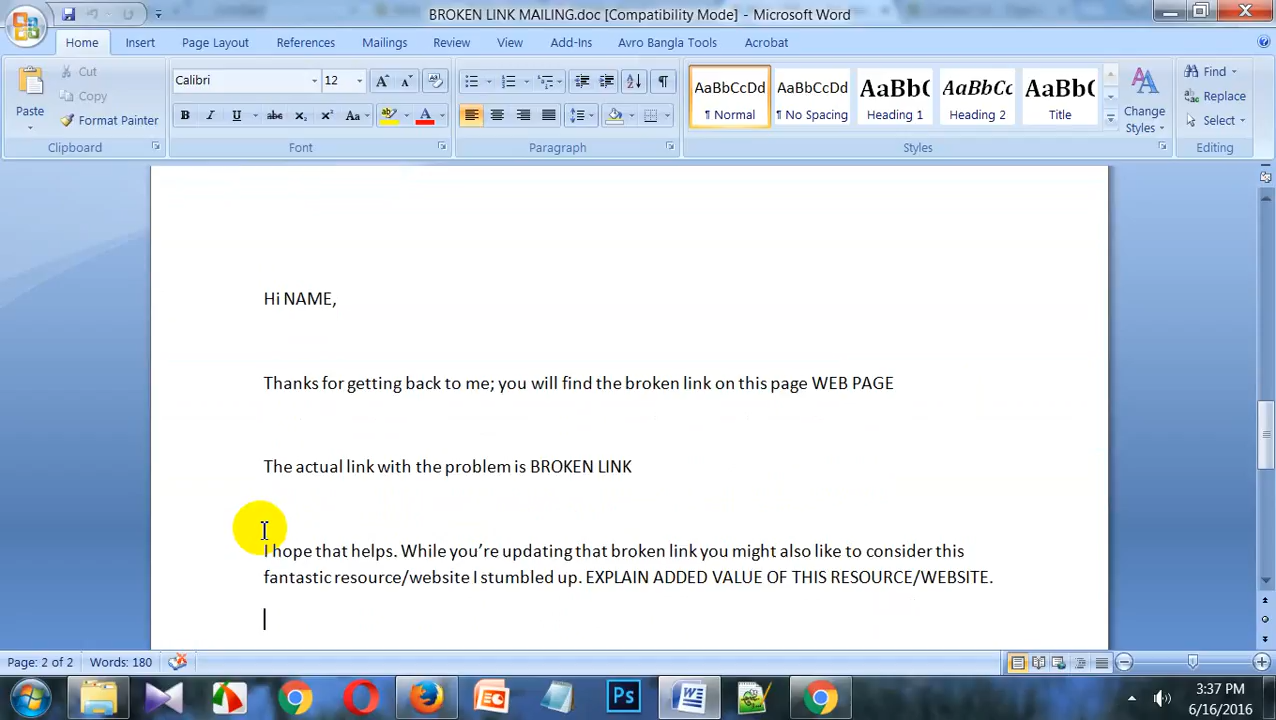 BROKEN LINK MAILING.doc [Compatibility Mode] - Microsoft Word
Home Insert Page Layout References Mailings Review View Add-Ins Avro Bangla Tools Acrobat
Paste
Cut
Copy
Format Painter
Clipboard
Calibri 12
B I U abc x₂ x² Aa
Font
Paragraph
AaBbCcDd AaBbCcDd AaBbC AaBbCc AaBbC
¶ Normal ¶ No Spacing Heading 1 Heading 2 Title
Change
Styles
Styles
Find
Replace
Select
Editing
Hi NAME,
Thanks for getting back to me; you will find the broken link on this page WEB PAGE
The actual link with the problem is BROKEN LINK
I hope that helps. While you’re updating that broken link you might also like to consider this
fantastic resource/website I stumbled up. EXPLAIN ADDED VALUE OF THIS RESOURCE/WEBSITE.
Page: 2 of 2 Words: 180
Ps
3:37 PM
6/16/2016